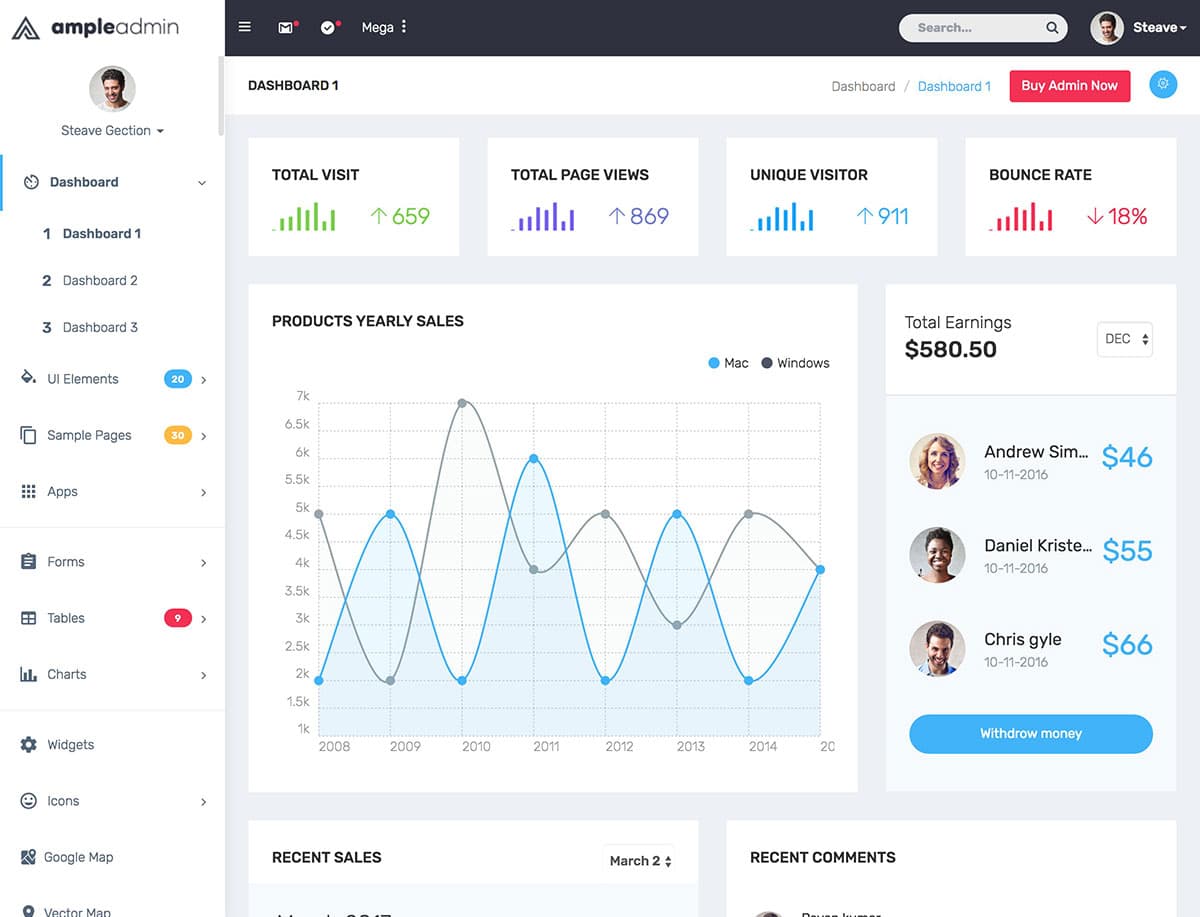 ampleadmin
Mega
Search...
Steave
Steave Gection
Dashboard
1 Dashboard 1
2 Dashboard 2
3 Dashboard 3
UI Elements 20
Sample Pages 30
Apps
Forms
Tables 9
Charts
Widgets
Icons
Google Map
Vector Map
DASHBOARD 1
Dashboard / Dashboard 1
Buy Admin Now
TOTAL VISIT
659
TOTAL PAGE VIEWS
869
UNIQUE VISITOR
911
BOUNCE RATE
18%
PRODUCTS YEARLY SALES
Mac Windows
7k
6.5k
6k
5.5k
5k
4.5k
4k
3.5k
3k
2.5k
2k
1.5k
1k
2008 2009 2010 2011 2012 2013 2014 20
Total Earnings
$580.50
DEC
Andrew Sim... $46
10-11-2016
Daniel Kriste... $55
10-11-2016
Chris gyle $66
10-11-2016
Withdrow money
RECENT SALES
March 2
RECENT COMMENTS